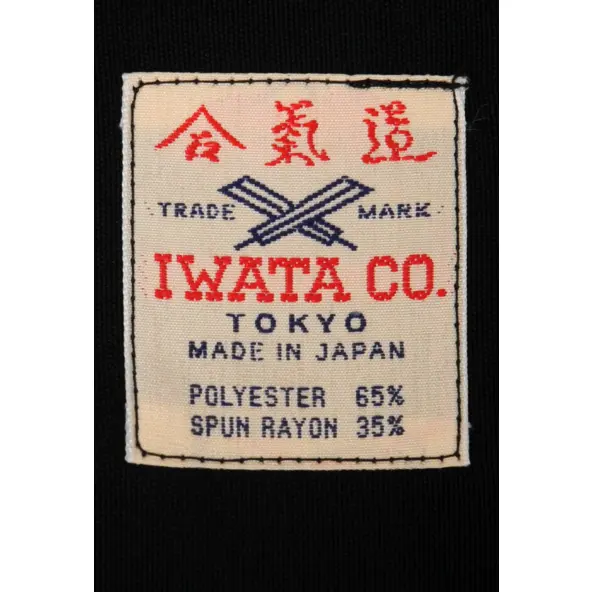 合氣道
TRADE MARK
IWATA CO.
TOKYO
MADE IN JAPAN
POLYESTER 65%
SPUN RAYON 35%